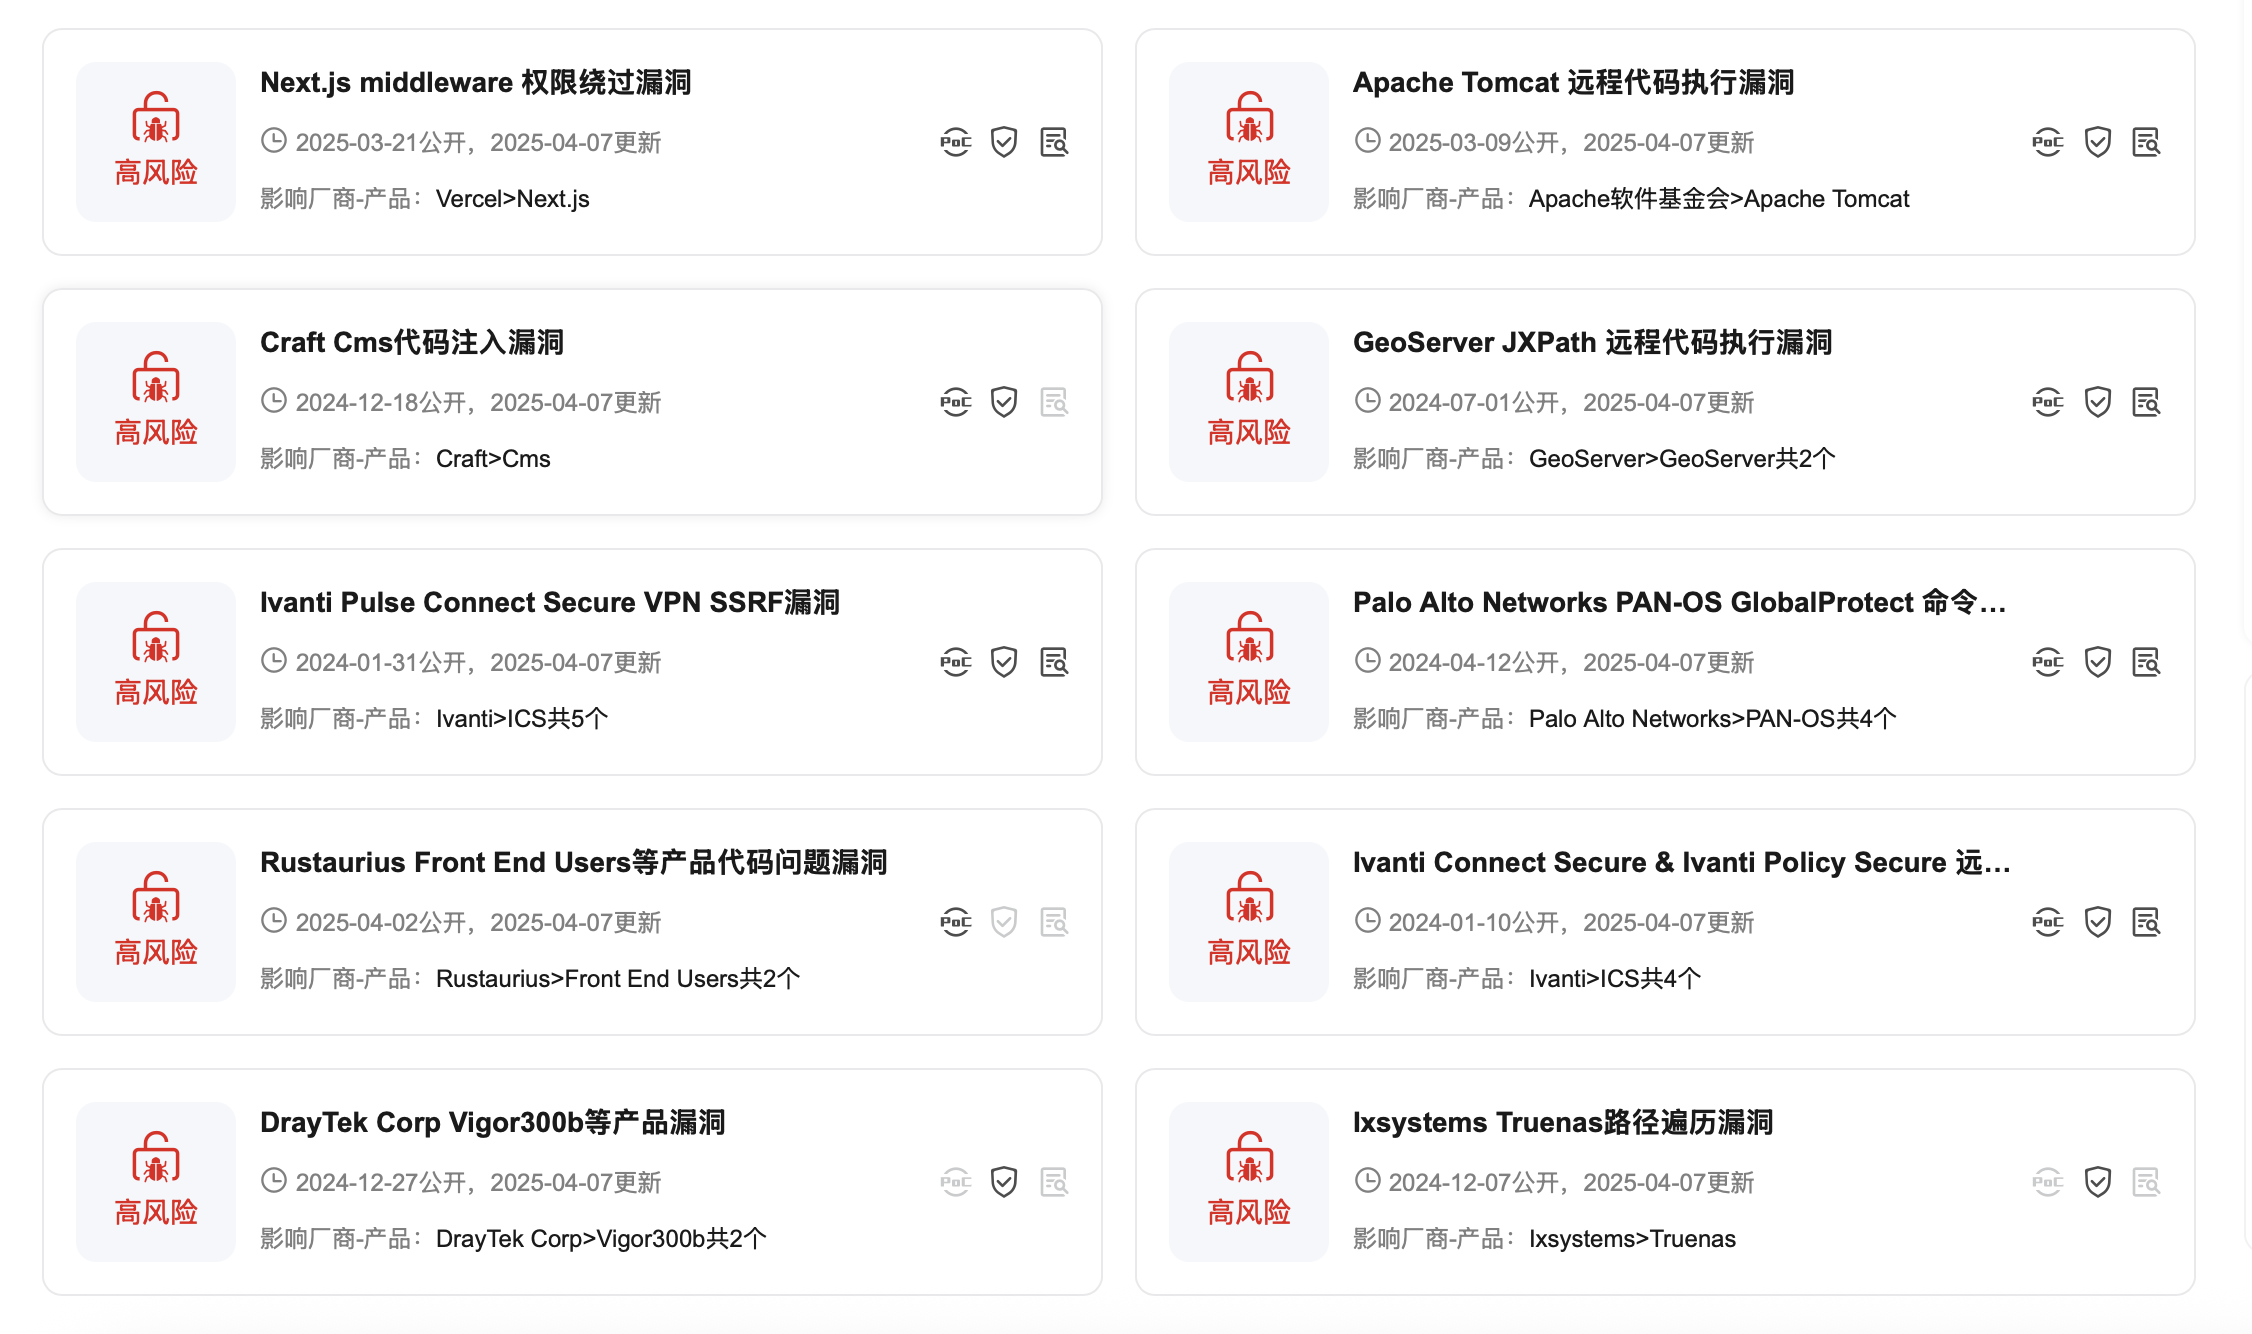 Next.js middleware 权限绕过漏洞
2025-03-21公开，2025-04-07更新
PoC
高风险
影响厂商-产品：Vercel>Next.js
Apache Tomcat 远程代码执行漏洞
2025-03-09公开，2025-04-07更新
PoC
高风险
影响厂商-产品：Apache软件基金会>Apache Tomcat
Craft Cms代码注入漏洞
2024-12-18公开，2025-04-07更新
PoC
高风险
影响厂商-产品：Craft>Cms
GeoServer JXPath 远程代码执行漏洞
2024-07-01公开，2025-04-07更新
PoC
高风险
影响厂商-产品：GeoServer>GeoServer共2个
Ivanti Pulse Connect Secure VPN SSRF漏洞
2024-01-31公开，2025-04-07更新
PoC
高风险
影响厂商-产品：Ivanti>ICS共5个
Palo Alto Networks PAN-OS GlobalProtect 命令...
2024-04-12公开，2025-04-07更新
PoC
高风险
影响厂商-产品：Palo Alto Networks>PAN-OS共4个
Rustaurius Front End Users等产品代码问题漏洞
2025-04-02公开，2025-04-07更新
PoC
高风险
影响厂商-产品：Rustaurius>Front End Users共2个
Ivanti Connect Secure & Ivanti Policy Secure 远...
2024-01-10公开，2025-04-07更新
PoC
高风险
影响厂商-产品：Ivanti>ICS共4个
DrayTek Corp Vigor300b等产品漏洞
2024-12-27公开，2025-04-07更新
PoC
高风险
影响厂商-产品：DrayTek Corp>Vigor300b共2个
Ixsystems Truenas路径遍历漏洞
2024-12-07公开，2025-04-07更新
PoC
高风险
影响厂商-产品：Ixsystems>Truenas